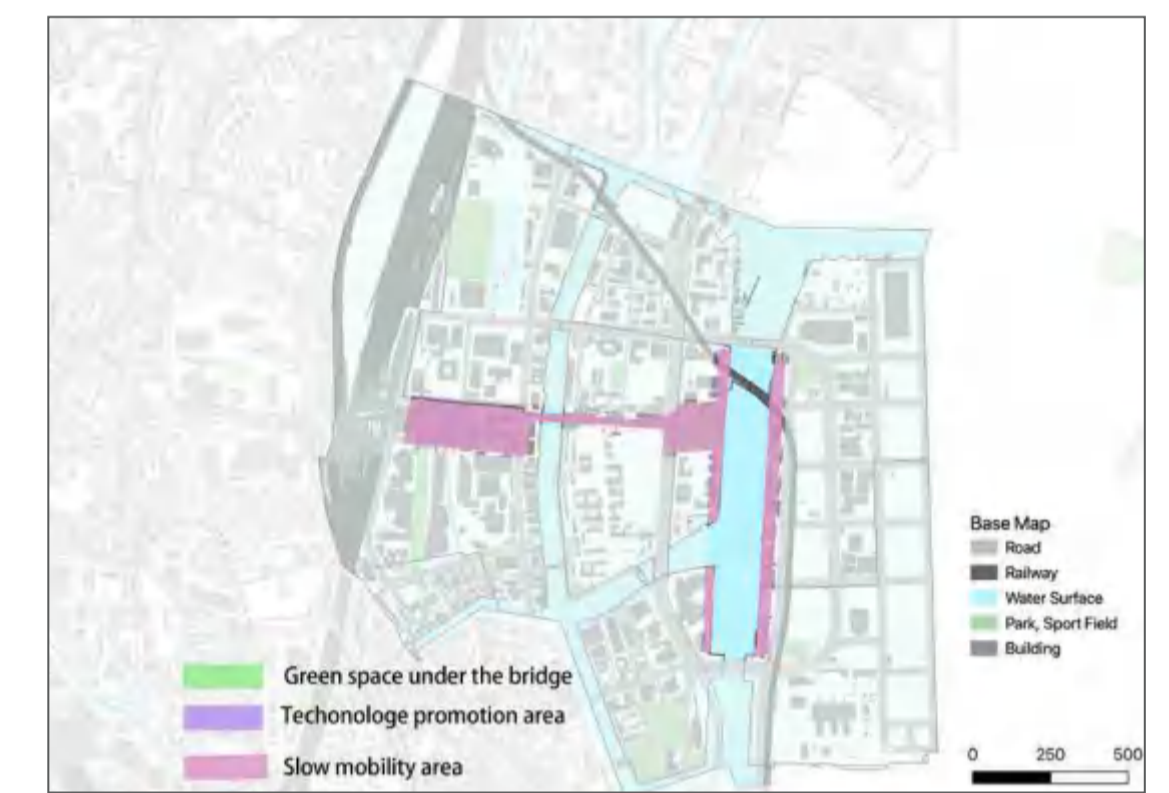 Base Map
Road
Railway
Water Surface
Park, Sport Field
Building
Green space under the bridge
Techonologe promotion area
Slow mobility area
0 250 500